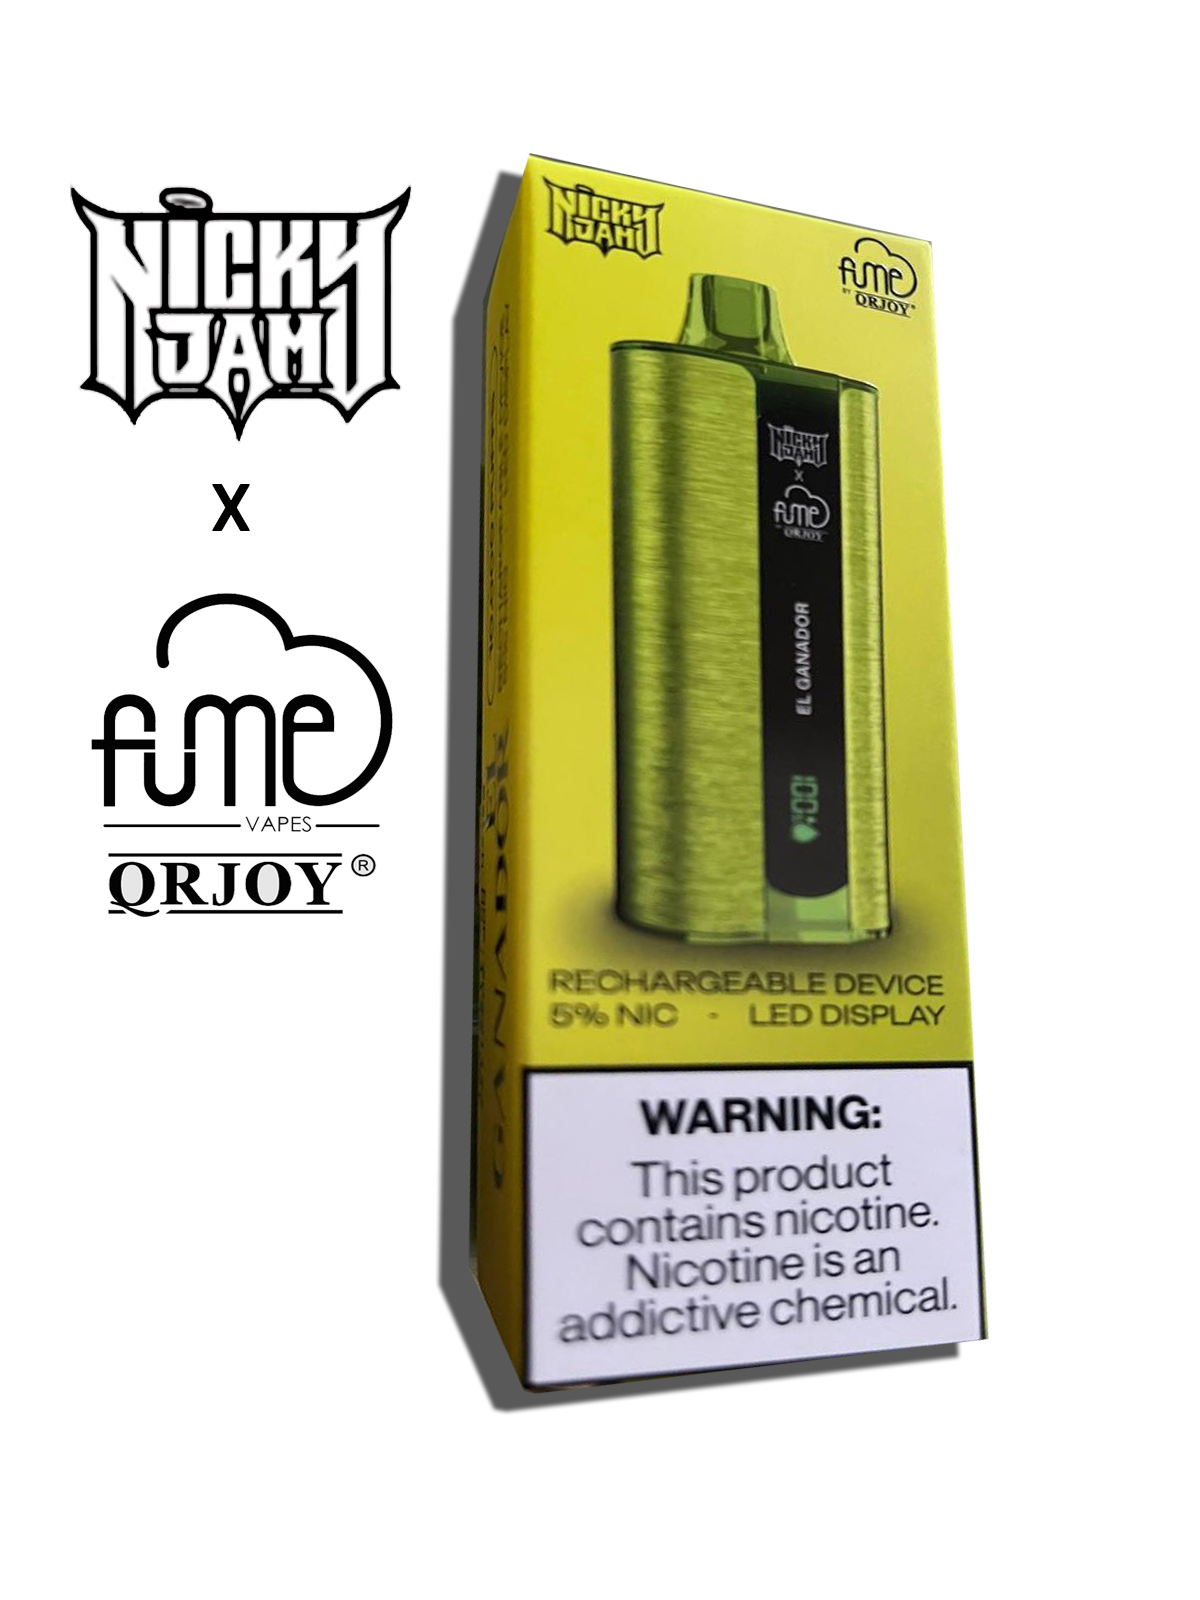 NICKY
JAM
X
fume
VAPES
QRJOY®
NICKY
JAM
fume
BY QRJOY®
NICKY
JAM
X
fume
QRJOY
EL GANADOR
100
RECHARGEABLE DEVICE
5% NIC · LED DISPLAY
WARNING:
This product
contains nicotine.
Nicotine is an
addictive chemical.